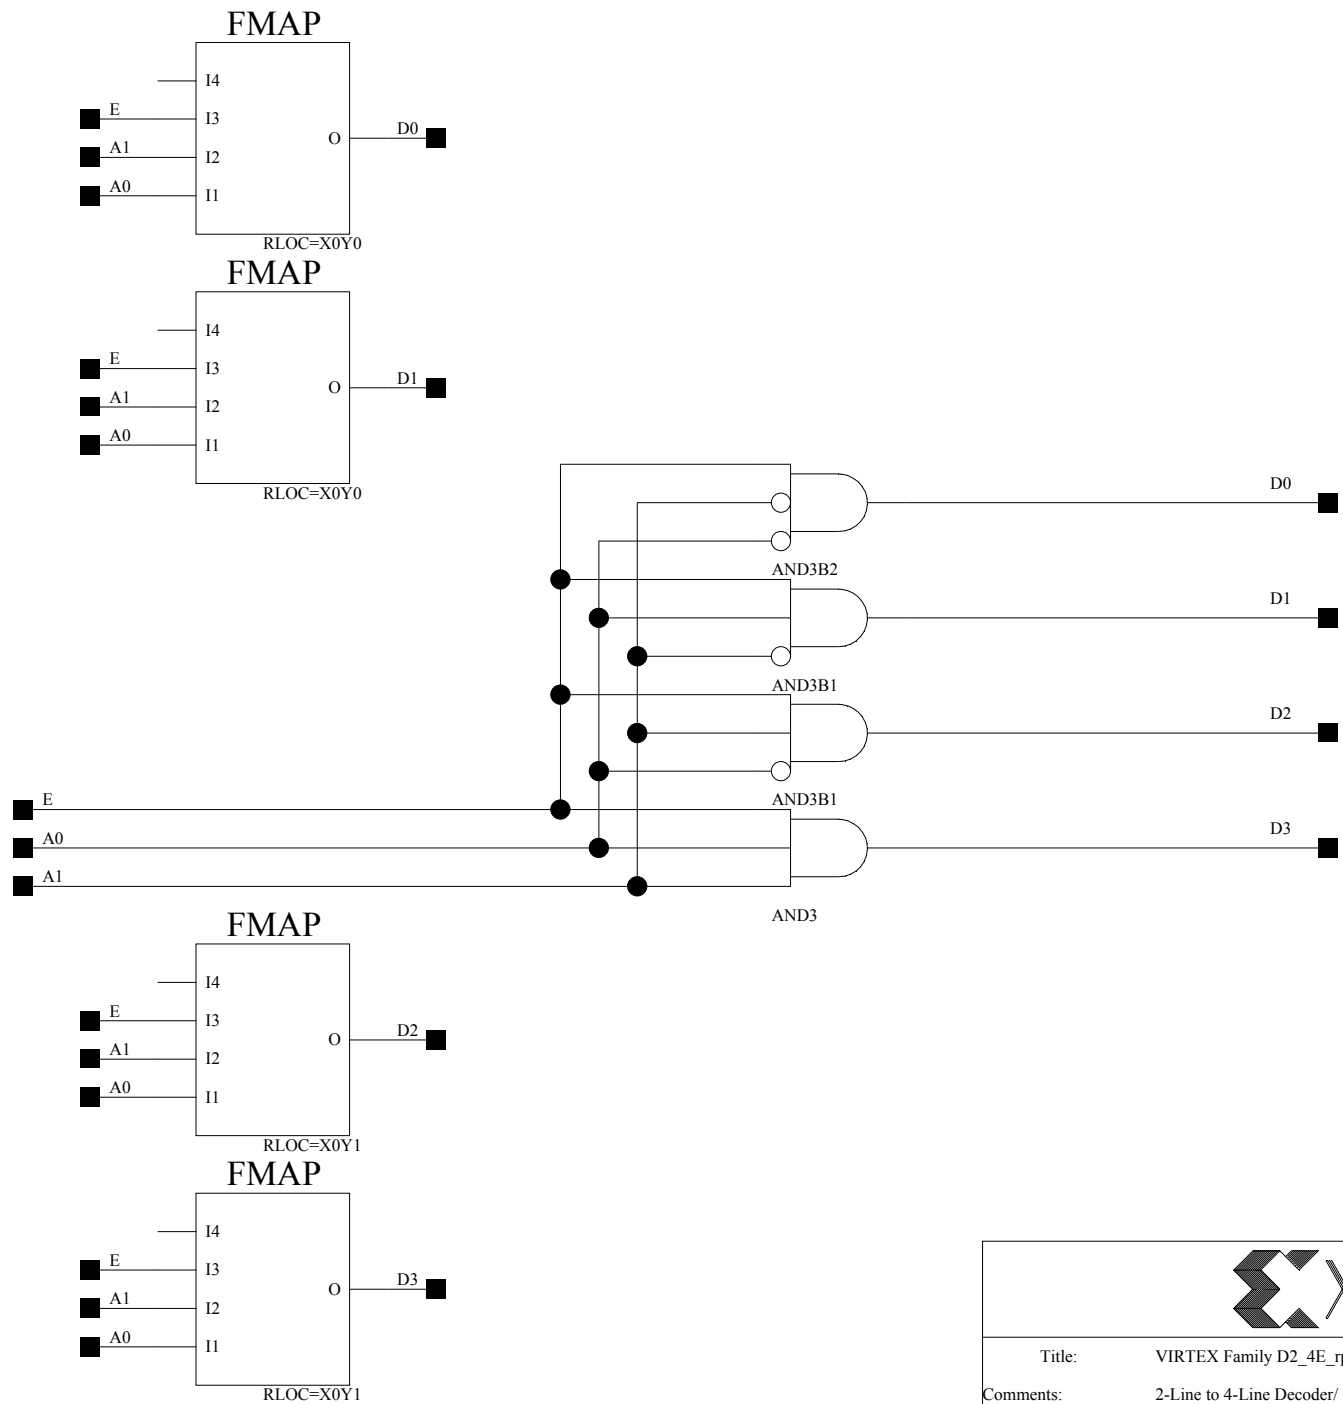 FMAP
I4
E
I3
O
D0
A1
I2
A0
I1
RLOC=X0Y0
FMAP
I4
E
I3
O
D1
A1
I2
A0
I1
RLOC=X0Y0
D0
AND3B2
D1
AND3B1
D2
E
AND3B1
A0
D3
A1
AND3
FMAP
I4
E
I3
O
D2
A1
I2
A0
I1
RLOC=X0Y1
FMAP
I4
E
I3
O
D3
A1
I2
A0
I1
RLOC=X0Y1
Title: VIRTEX Family
Comments: 2-Line to 4-Line Decoder/